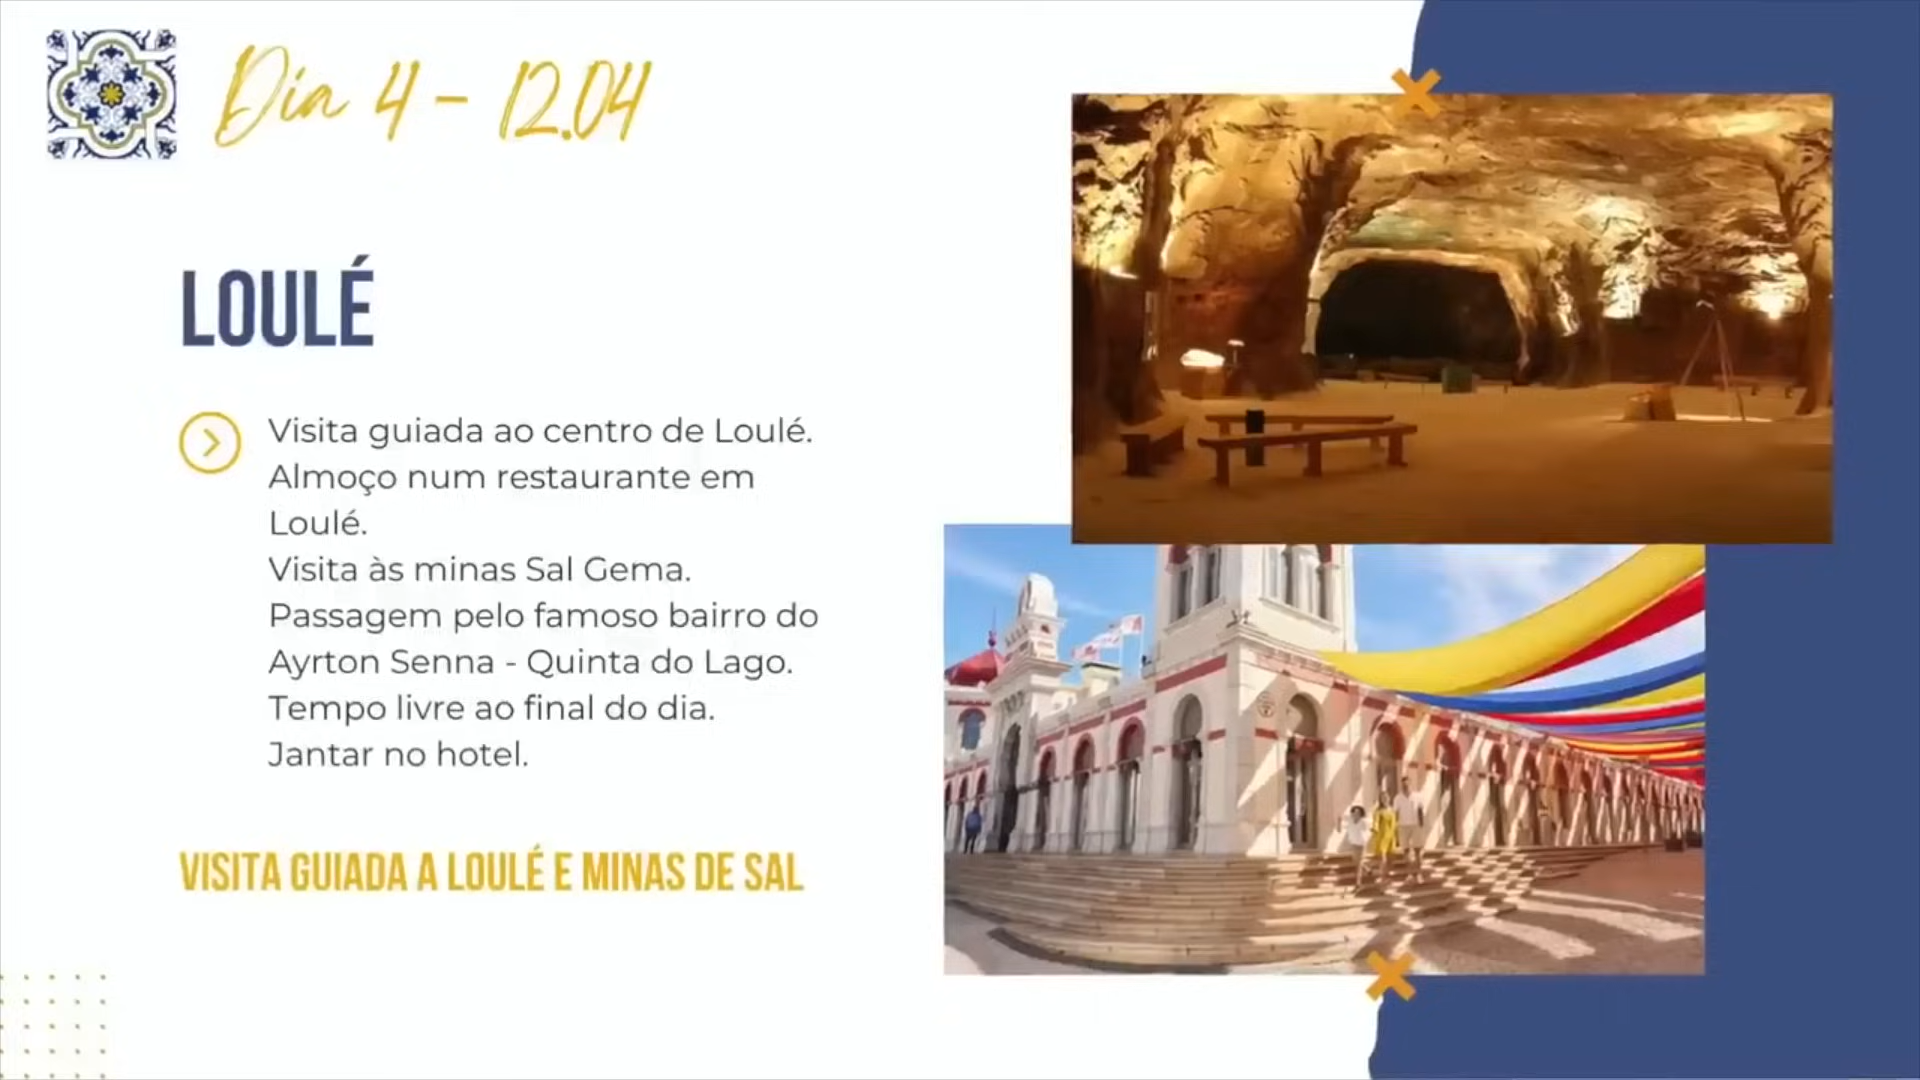 Dia 4 - 12.04
LOULÉ
Visita guiada ao centro de Loulé.
Almoço num restaurante em
Loulé.
Visita às minas Sal Gema.
Passagem pelo famoso bairro do
Ayrton Senna - Quinta do Lago.
Tempo livre ao final do dia.
Jantar no hotel.
VISITA GUIADA A LOULÉ E MINAS DE SAL